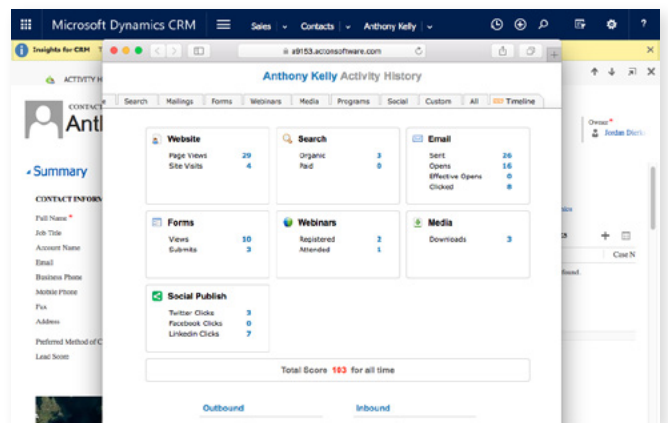 Microsoft Dynamics CRM Sales Contacts Anthony Kelly ?
Insights for CRM
a9153.actonsoftware.com
Anthony Kelly Activity History
ACTIVITY H
Search Mailings Forms Webinars Media Programs Social Custom All Timeline
CONTACT
Ant
Owner *
Jordan
Summary
CONTACT INFORM
Full Name *
Job Title
Account Name
Email
Business Phone
Mobile Phone
Fax
Address
Preferred Method of C
Lead Score
Website
Page Views 29
Site Visits 4
Search
Organic 3
Paid 0
Email
Sent 26
Opens 16
Effective Opens 0
Clicked 8
Forms
Views 10
Submits 3
Webinars
Registered 2
Attended 1
Media
Downloads 3
Social Publish
Twitter Clicks 3
Facebook Clicks 0
Linkedin Clicks 7
Case N
found.
Total Score 103 for all time
Outbound Inbound